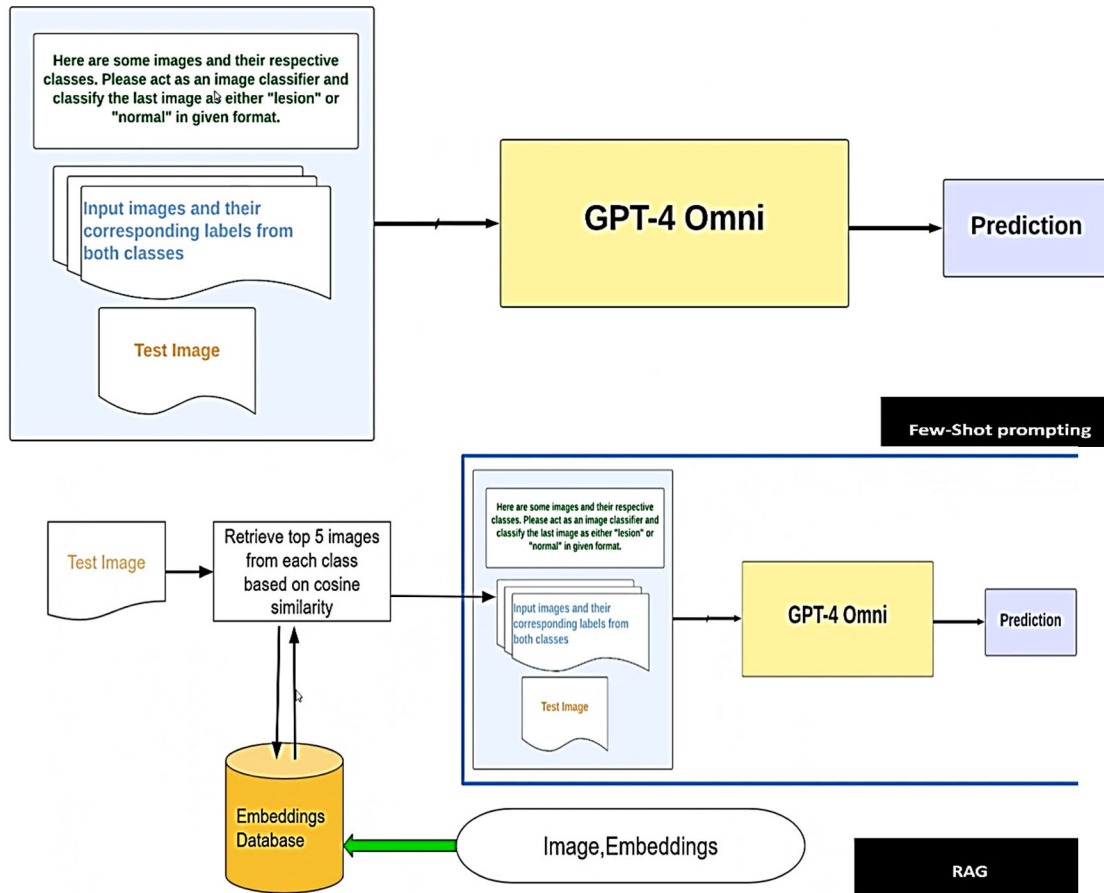 Here are some images and their respective
classes. Please act as an image classifier and
classify the last image as either "lesion" or
"normal" in given format.
Input images and their
corresponding labels from
both classes
Test Image
GPT-4 Omni
Prediction
Few-Shot prompting
Test Image
Retrieve top 5 images
from each class
based on cosine
similarity
Here are some images and their respective
classes. Please act as an image classifier and
classify the last image as either "lesion" or
"normal" in given format.
Input images and their
corresponding labels from
both classes
Test Image
GPT-4 Omni
Prediction
Embeddings
Database
Image,Embeddings
RAG